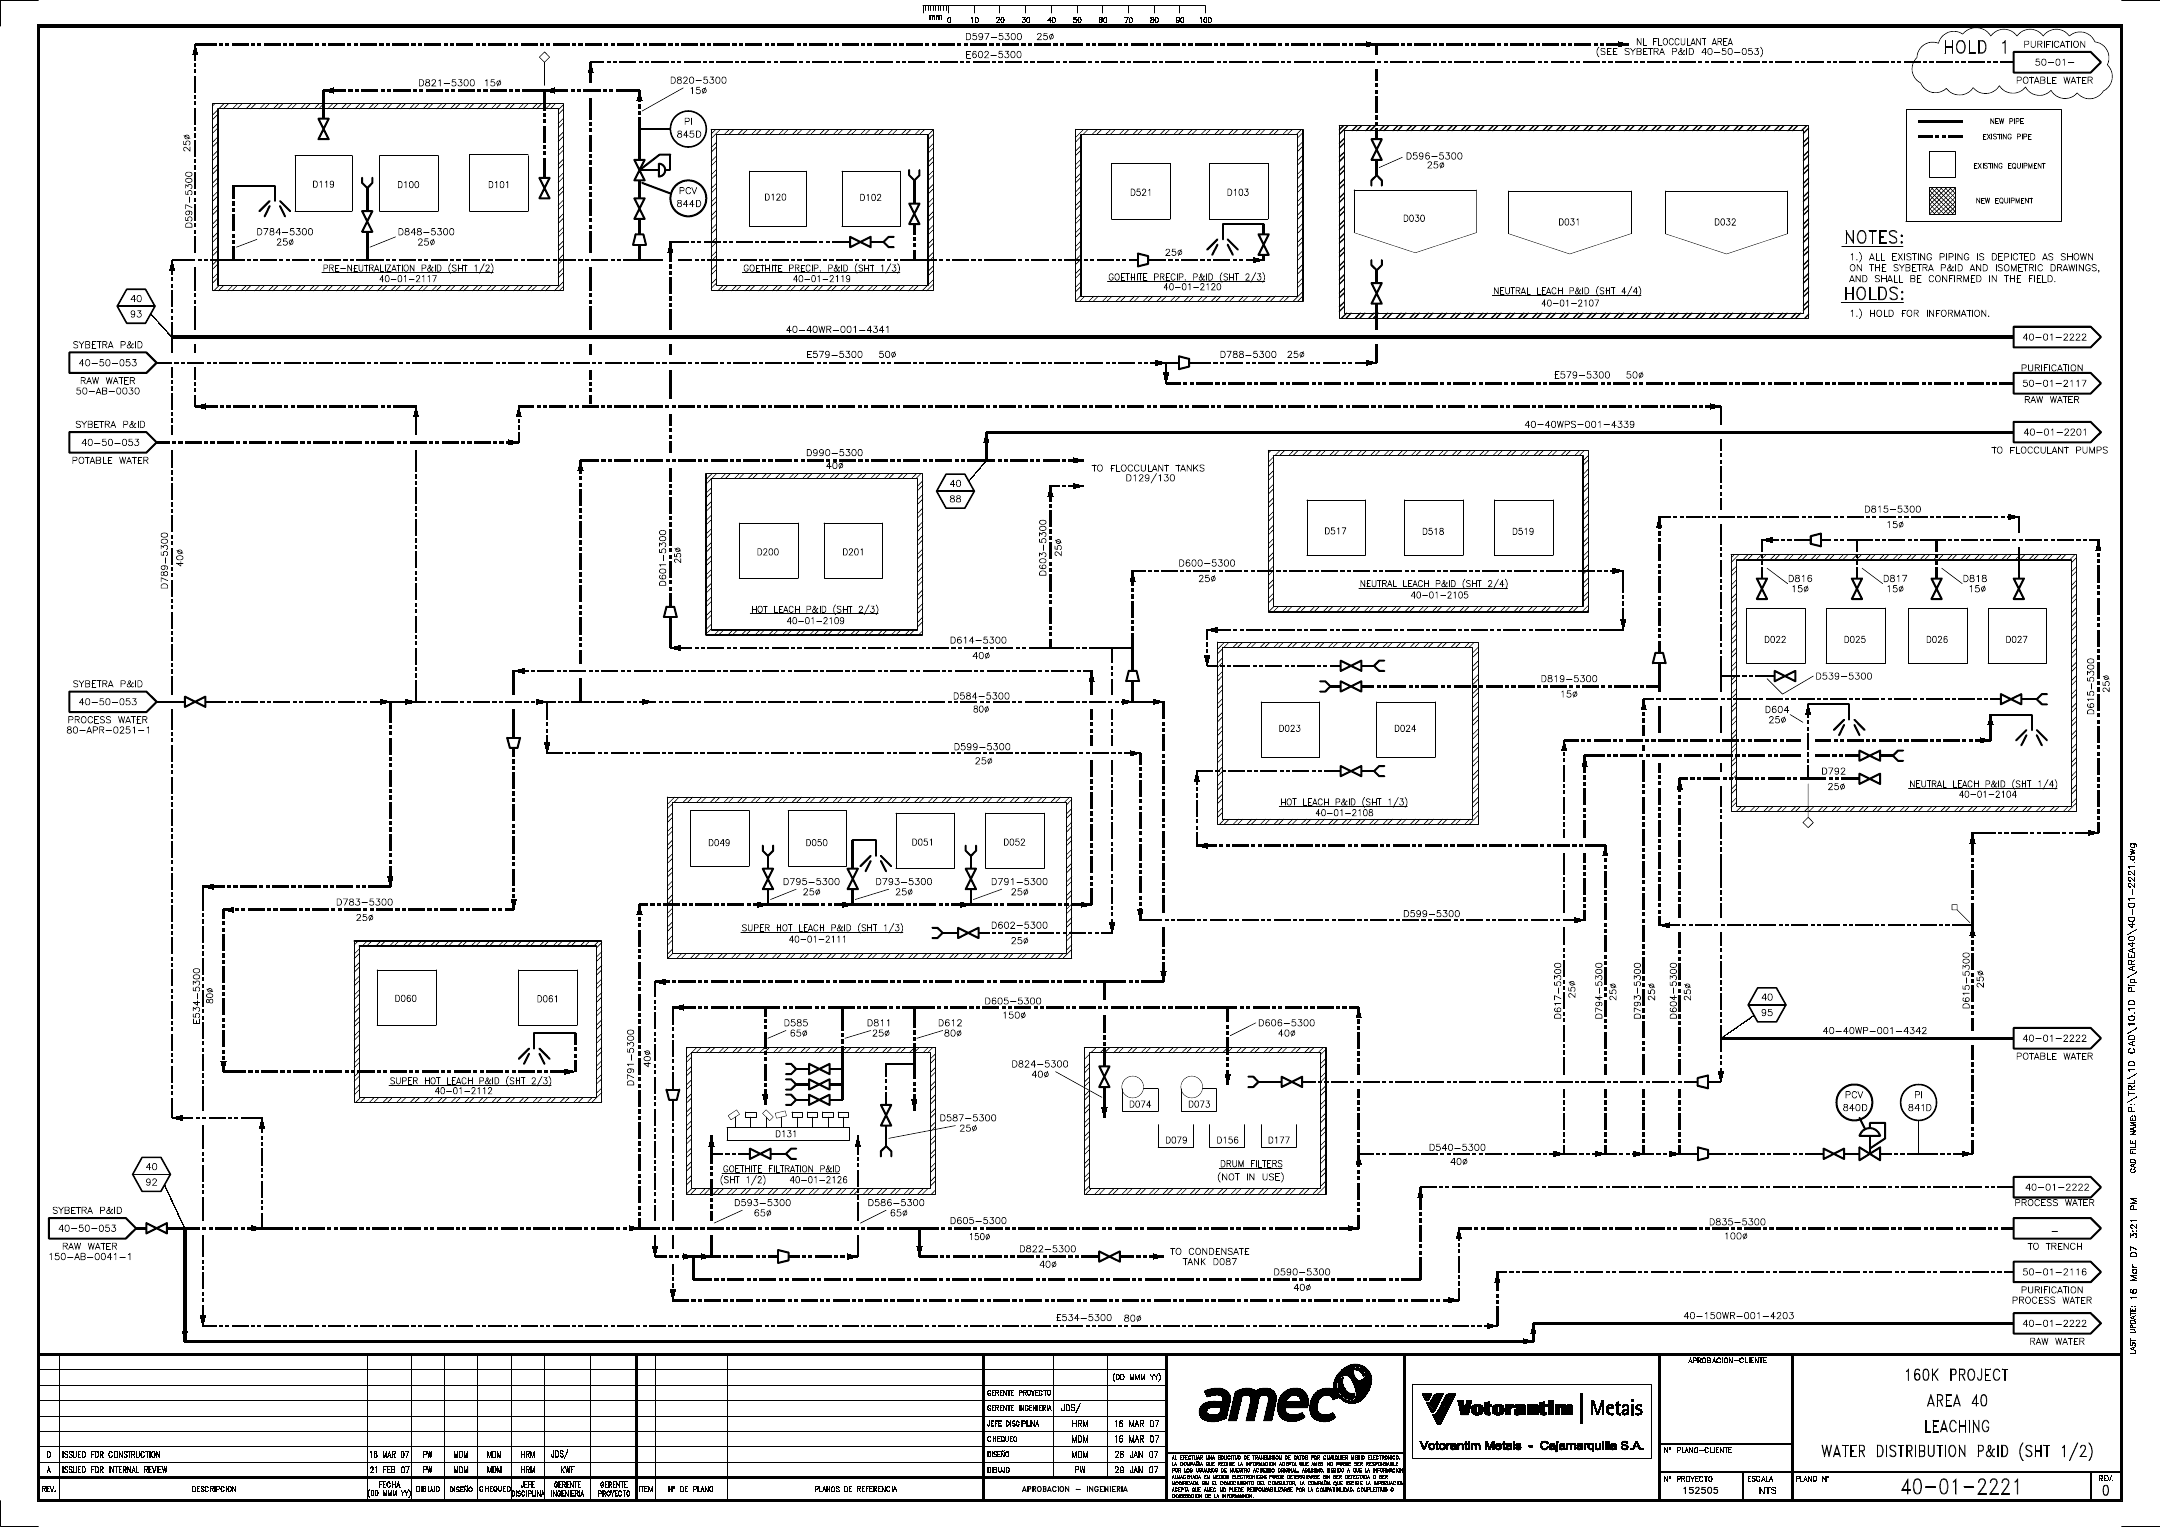 mm 0 10 20 30 40 50 60 70 80 90 100
D597-5300 25ø
NL FLOCCULANT AREA
(SEE SYBETRA P&ID 40-50-053)
E602-5300
HOLD 1
PURIFICATION
50-01-
POTABLE WATER
D821-5300 15ø
D820-5300
15ø
PI
845D
PCV
844D
D597-5300
25ø
D119
D100
D101
D784-5300
25ø
D848-5300
25ø
PRE-NEUTRALIZATION P&ID (SHT 1/2)
40-01-2117
D120
D102
GOETHITE PRECIP. P&ID (SHT 1/3)
40-01-2119
D521
D103
25ø
GOETHITE PRECIP. P&ID (SHT 2/3)
40-01-2120
D596-5300
25ø
D030
D031
D032
NEUTRAL LEACH P&ID (SHT 4/4)
40-01-2107
NEW PIPE
EXISTING PIPE
EXISTING EQUIPMENT
NEW EQUIPMENT
NOTES:
1.) ALL EXISTING PIPING IS DEPICTED AS SHOWN
ON THE SYBETRA P&ID AND ISOMETRIC DRAWINGS,
AND SHALL BE CONFIRMED IN THE FIELD.
HOLDS:
1.) HOLD FOR INFORMATION.
40
93
40-40WR-001-4341
40-01-2222
SYBETRA P&ID
40-50-053
RAW WATER
50-AB-0030
E579-5300 50ø
D788-5300 25ø
E579-5300 50ø
PURIFICATION
50-01-2117
RAW WATER
SYBETRA P&ID
40-50-053
POTABLE WATER
40-40WPS-001-4339
40-01-2201
TO FLOCCULANT PUMPS
D990-5300
40ø
TO FLOCCULANT TANKS
D129/130
40
88
D789-5300
40ø
D601-5300
25ø
D603-5300
25ø
D200
D201
HOT LEACH P&ID (SHT 2/3)
40-01-2109
D600-5300
25ø
D517
D518
D519
NEUTRAL LEACH P&ID (SHT 2/4)
40-01-2105
D815-5300
15ø
D816
15ø
D817
15ø
D818
15ø
D022
D025
D026
D027
D539-5300
D604
25ø
D792
25ø
NEUTRAL LEACH P&ID (SHT 1/4)
40-01-2104
D615-5300
25ø
D614-5300
40ø
D819-5300
15ø
D023
D024
HOT LEACH P&ID (SHT 1/3)
40-01-2108
SYBETRA P&ID
40-50-053
PROCESS WATER
80-APR-0251-1
D584-5300
80ø
D599-5300
25ø
D049
D050
D051
D052
D795-5300
25ø
D793-5300
25ø
D791-5300
25ø
SUPER HOT LEACH P&ID (SHT 1/3)
40-01-2111
D602-5300
25ø
D783-5300
25ø
D599-5300
E534-5300
80ø
D060
D061
SUPER HOT LEACH P&ID (SHT 2/3)
40-01-2112
D791-5300
40ø
D605-5300
150ø
D585
65ø
D811
25ø
D612
80ø
D606-5300
40ø
D131
D587-5300
25ø
GOETHITE FILTRATION P&ID
(SHT 1/2) 40-01-2126
D824-5300
40ø
D074
D073
D079
D156
D177
DRUM FILTERS
(NOT IN USE)
D617-5300
25ø
D794-5300
25ø
D793-5300
25ø
D604-5300
25ø
D615-5300
25ø
40
95
40-40WP-001-4342
40-01-2222
POTABLE WATER
PCV
840D
PI
841D
D540-5300
40ø
40
92
SYBETRA P&ID
40-50-053
RAW WATER
150-AB-0041-1
D593-5300
65ø
D586-5300
65ø
D605-5300
150ø
D822-5300
40ø
TO CONDENSATE
TANK D087
D590-5300
40ø
40-01-2222
PROCESS WATER
D835-5300
100ø
-
TO TRENCH
50-01-2116
PURIFICATION
PROCESS WATER
E534-5300 80ø
40-150WR-001-4203
40-01-2222
RAW WATER
LAST UPDATE: 16 Mar 07 3:21 PM CAD FILE NAME: P:\TRL\1D CAD\10.1D Pfp\AREA40\40-01-2221.dwg
0 ISSUED FOR CONSTRUCTION 16 MAR 07 PW MDM MDM HRM JDS/
A ISSUED FOR INTERNAL REVIEW 21 FEB 07 PW MDM MDM HRM KWF
REV. DESCRIPCION FECHA (DD MMM YY) DIBUJO DISEÑO CHEQUEO JEFE DISCIPLINA GERENTE INGENIERIA GERENTE PROYECTO ITEM Nº DE PLANO PLANOS DE REFERENCIA
(DD MMM YY)
GERENTE PROYECTO
GERENTE INGENIERIA JDS/
JEFE DISCIPLINA HRM 16 MAR 07
CHEQUEO MDM 16 MAR 07
DISEÑO MDM 26 JAN 07
DIBUJO PW 26 JAN 07
APROBACION - INGENIERIA
amec
Votorantim | Metais
Votorantim Metais - Cajamarquilla S.A.
APROBACION-CLIENTE
Nº PLANO-CLIENTE
Nº PROYECTO
152505
ESCALA
NTS
160K PROJECT
AREA 40
LEACHING
WATER DISTRIBUTION P&ID (SHT 1/2)
PLANO Nº
40-01-2221
REV.
0